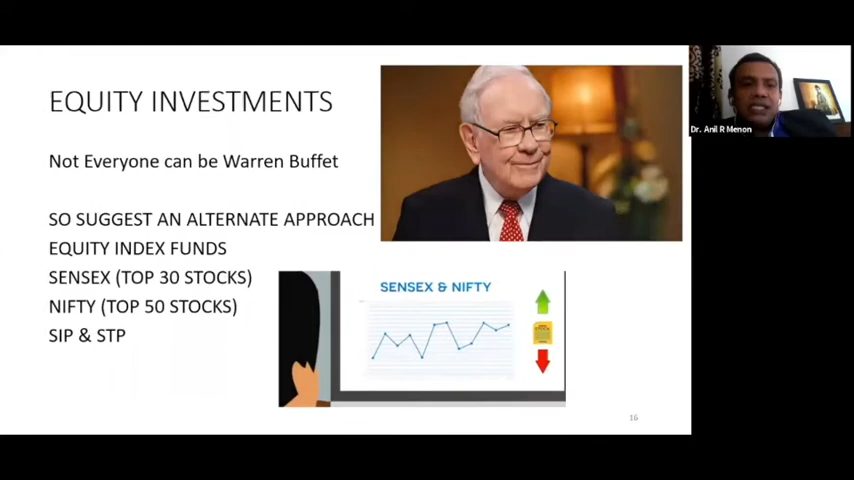 EQUITY INVESTMENTS
Not Everyone can be Warren Buffet
SO SUGGEST AN ALTERNATE APPROACH
EQUITY INDEX FUNDS
SENSEX (TOP 30 STOCKS)
NIFTY (TOP 50 STOCKS)
SIP & STP
SENSEX & NIFTY
16
Dr. Anil R Menon